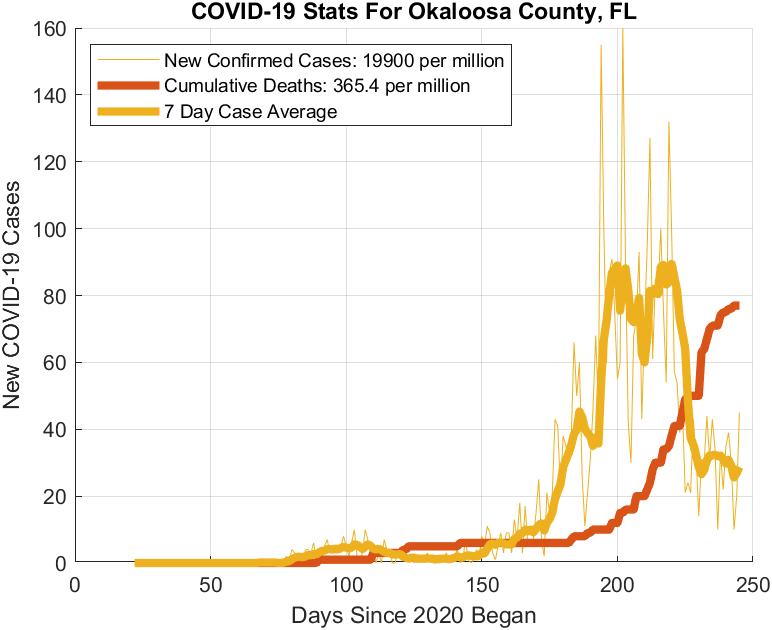 COVID-19 Stats For Okaloosa County, FL
New Confirmed Cases: 19900 per million
Cumulative Deaths: 365.4 per million
7 Day Case Average
New COVID-19 Cases
160
140
120
100
80
60
40
20
0
0 50 100 150 200 250
Days Since 2020 Began